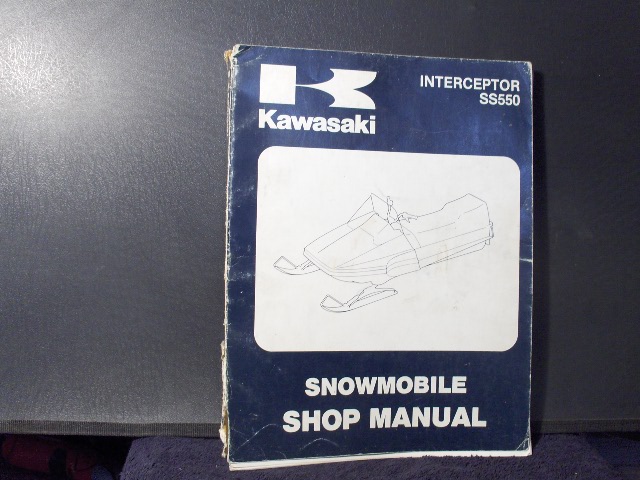 INTERCEPTOR
SS550
Kawasaki
SNOWMOBILE
SHOP MANUAL